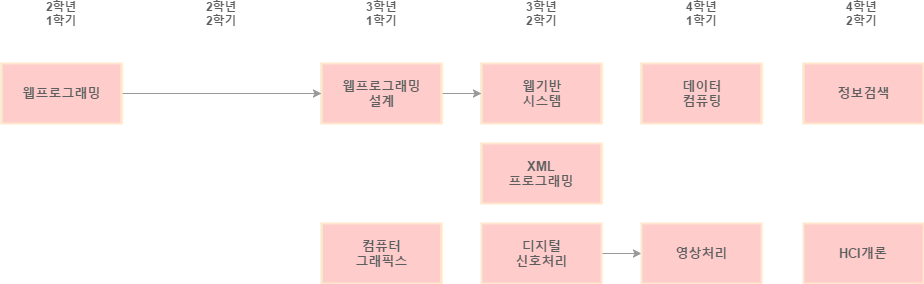 2학년
1학기
2학년
2학기
3학년
1학기
3학년
2학기
4학년
1학기
4학년
2학기
웹프로그래밍
웹프로그래밍
설계
웹기반
시스템
데이터
컴퓨팅
정보검색
XML
프로그래밍
컴퓨터
그래픽스
디지털
신호처리
영상처리
HCI개론